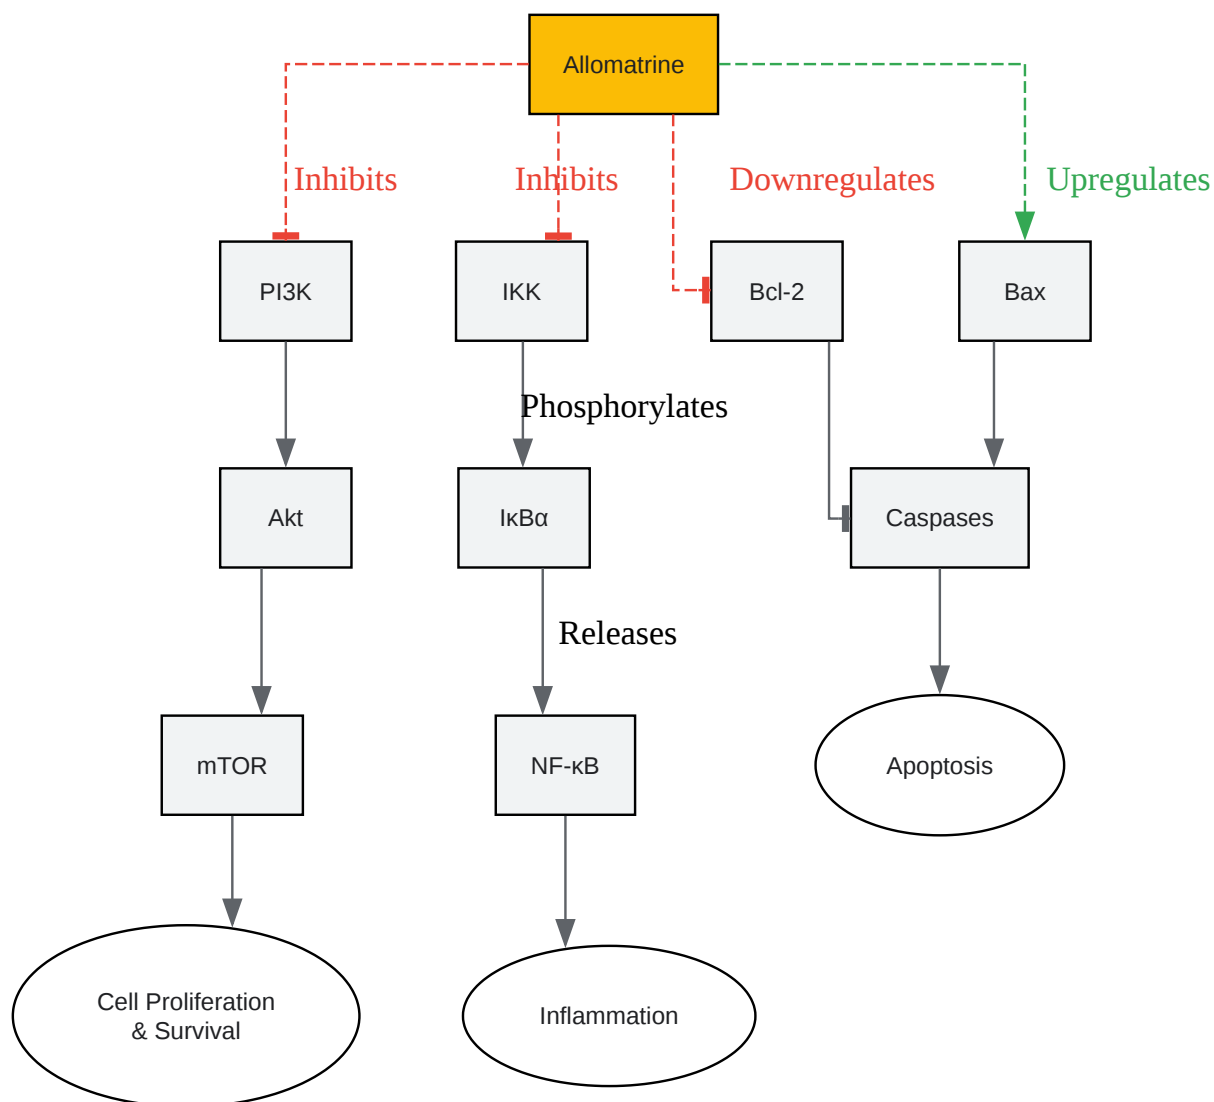 Allomatrine
Inhibits
Inhibits
Downregulates
Upregulates
PI3K
IKK
Bcl-2
Bax
Phosphorylates
Akt
IκBα
Caspases
Releases
mTOR
NF-κB
Apoptosis
Cell Proliferation
& Survival
Inflammation